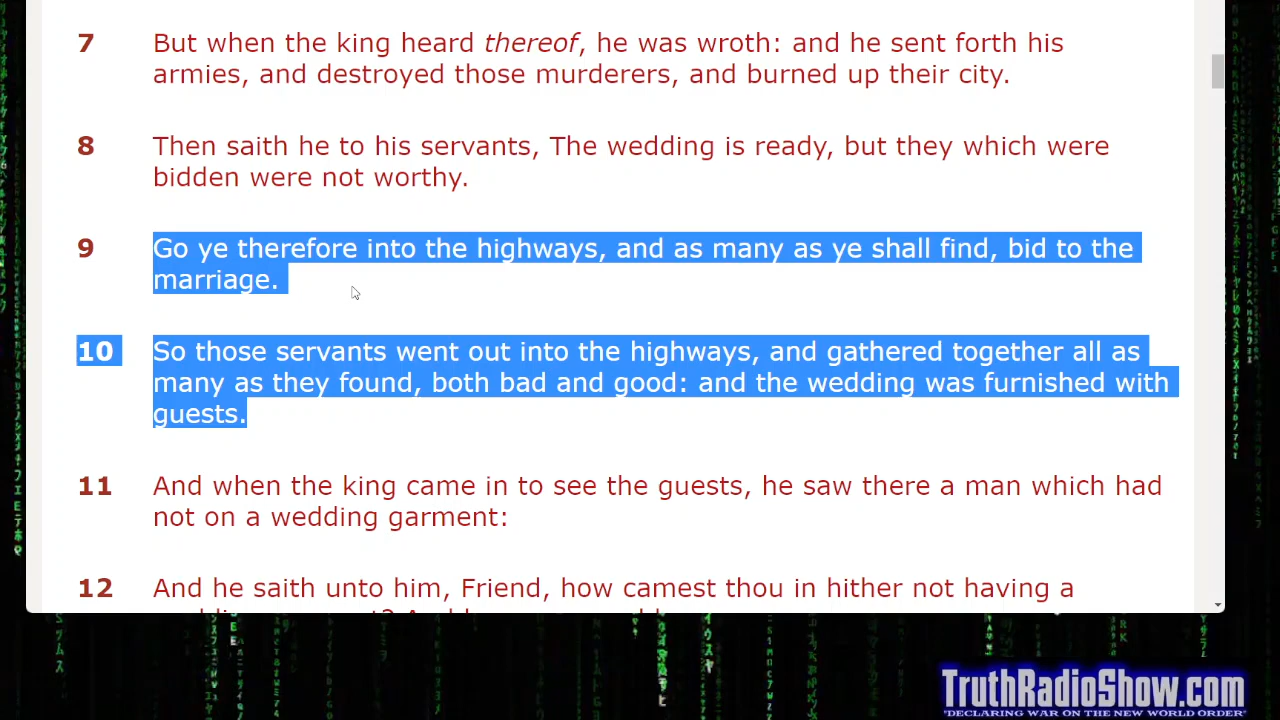 7 But when the king heard thereof, he was wroth: and he sent forth his
armies, and destroyed those murderers, and burned up their city.
8 Then saith he to his servants, The wedding is ready, but they which were
bidden were not worthy.
9 Go ye therefore into the highways, and as many as ye shall find, bid to the
marriage.
10 So those servants went out into the highways, and gathered together all as
many as they found, both bad and good: and the wedding was furnished with
guests.
11 And when the king came in to see the guests, he saw there a man which had
not on a wedding garment:
12 And he saith unto him, Friend, how camest thou in hither not having a
TruthRadioShow.com
"DECLARING WAR ON THE NEW WORLD ORDER"